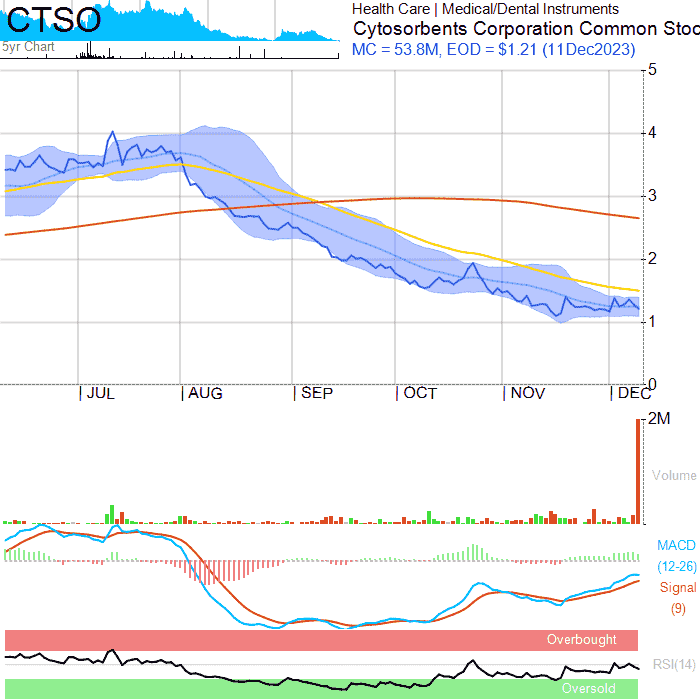 CTSO
5yr Chart
Health Care | Medical/Dental Instruments
Cytosorbents Corporation Common Stoc
MC = 53.8M, EOD = $1.21 (11Dec2023)
5
4
3
2
1
0
JUL
AUG
SEP
OCT
NOV
DEC
2M
Volume
MACD
(12-26)
Signal
(9)
Overbought
RSI(14)
Oversold